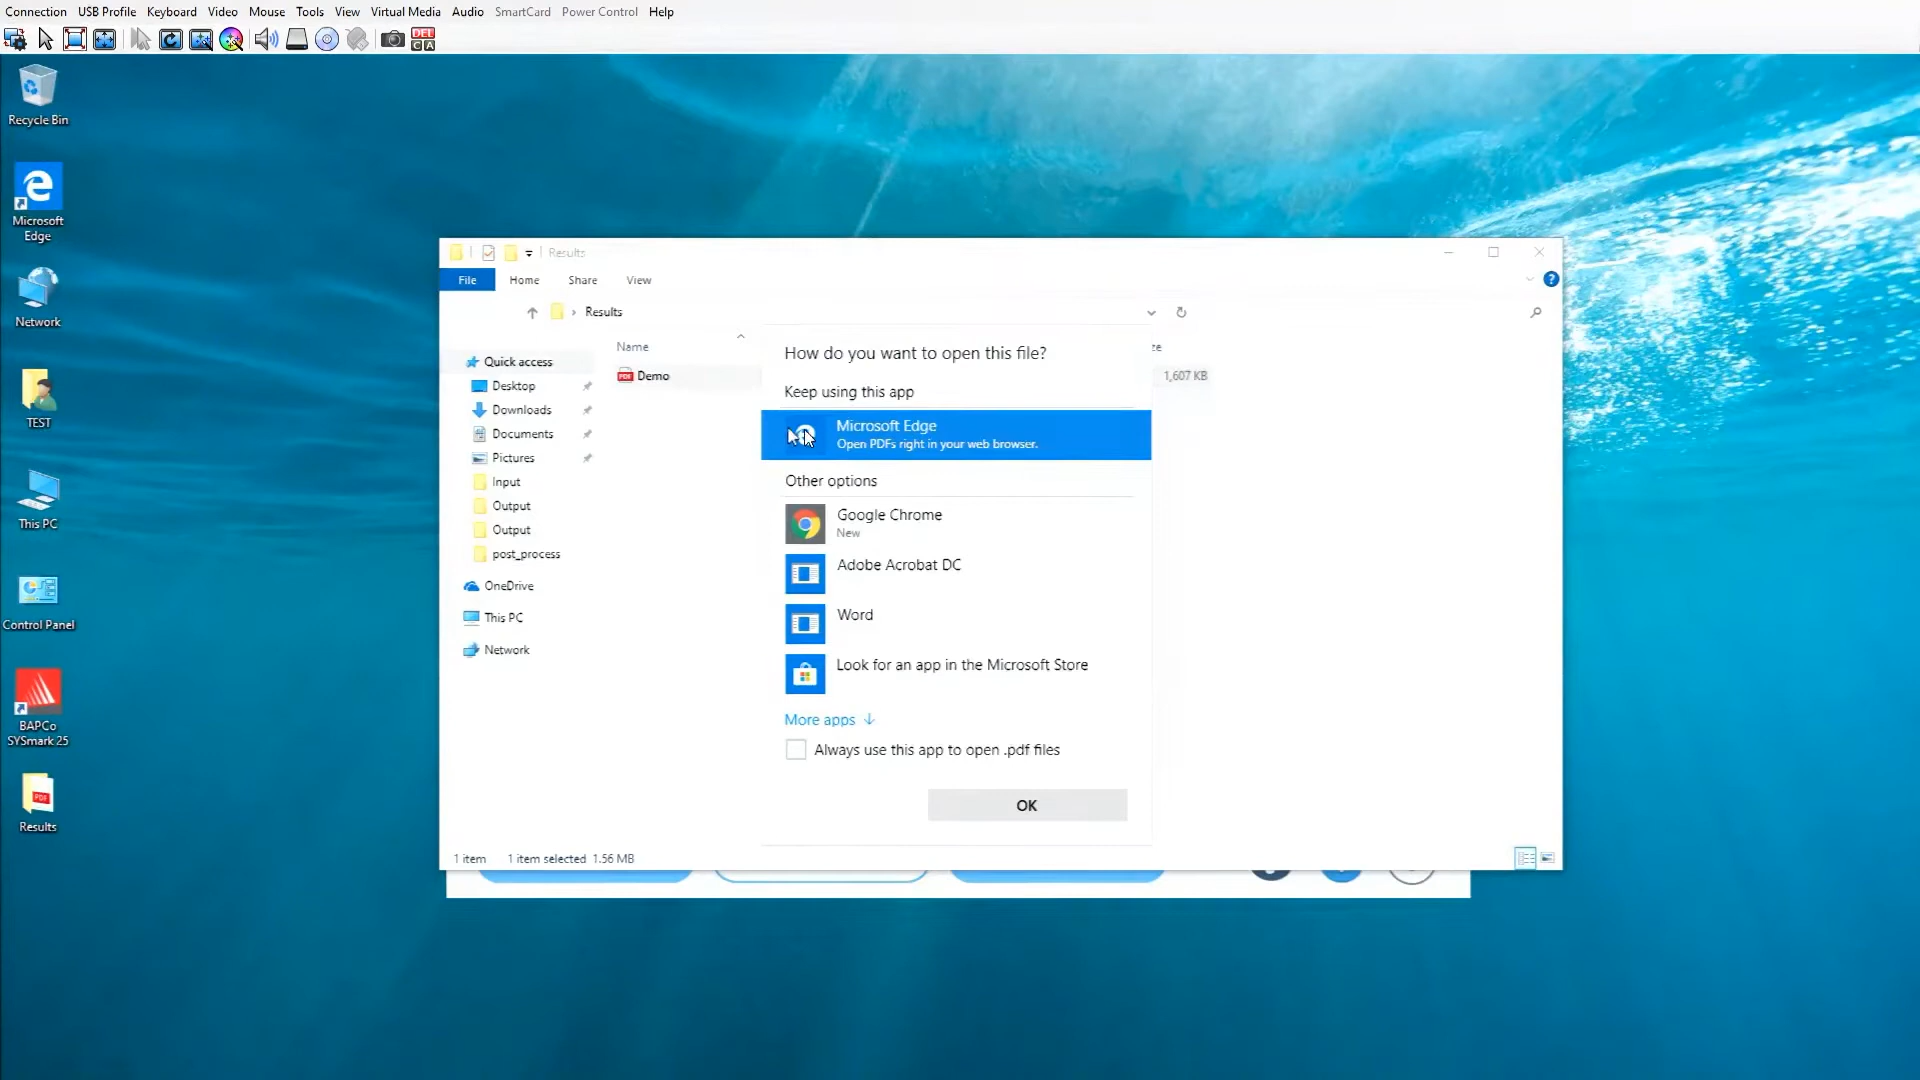 Connection USB Profile Keyboard Video Mouse Tools View Virtual Media Audio SmartCard Power Control Help
DEL
C A
Recycle Bin
Microsoft
Edge
Network
TEST
This PC
Control Panel
BAPCo
SYSmark 25
PDF
Results
Results
File Home Share View
?
› Results
Name
ze
PDF Demo
1,607 KB
Quick access
Desktop
Downloads
Documents
Pictures
Input
Output
Output
post_process
OneDrive
This PC
Network
How do you want to open this file?
Keep using this app
Microsoft Edge
Open PDFs right in your web browser.
Other options
Google Chrome
New
Adobe Acrobat DC
Word
Look for an app in the Microsoft Store
More apps ↓
Always use this app to open .pdf files
OK
1 item 1 item selected 1.56 MB